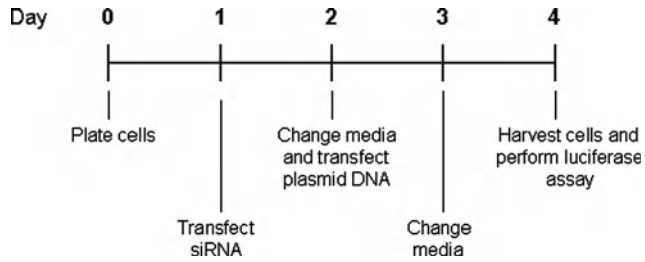 Day 0 1 2 3 4
Plate cells
Transfect
siRNA
Change media
and transfect
plasmid DNA
Change
media
Harvest cells and
perform luciferase
assay